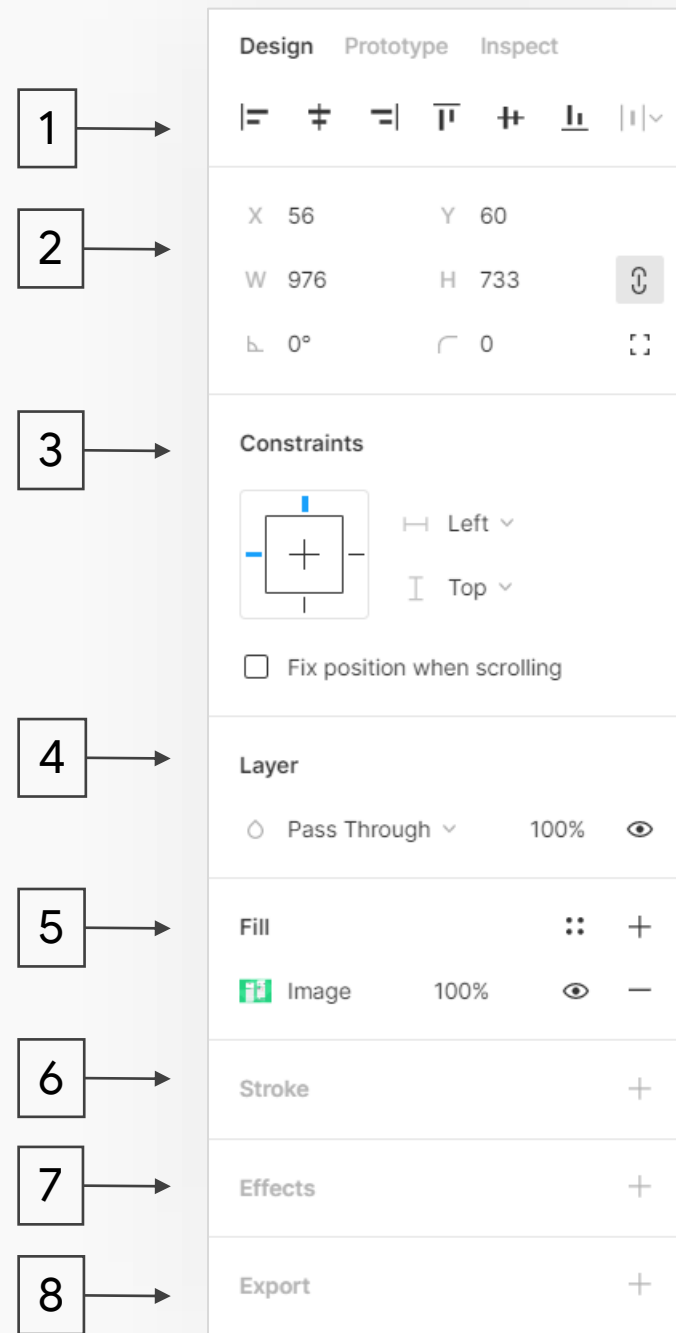 Design Prototype Inspect
1
X 56 Y 60
2
W 976 H 733
0° 0
3
Constraints
Left
Top
Fix position when scrolling
4
Layer
Pass Through 100%
5
Fill
Image 100%
6
Stroke
7
Effects
8
Export